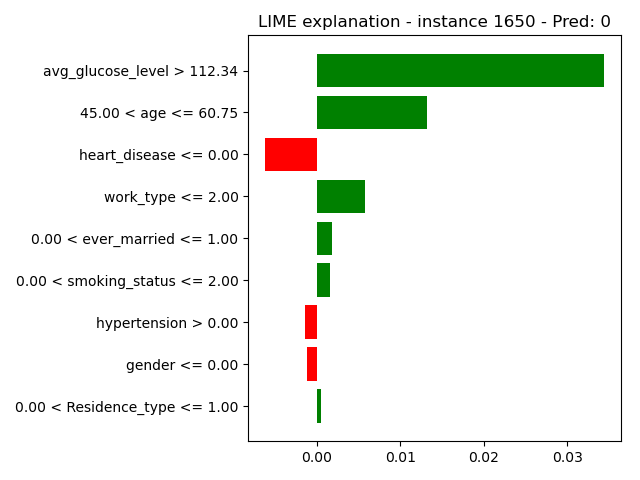 LIME explanation - instance 1650 - Pred: 0
avg_glucose_level > 112.34
45.00 < age <= 60.75
heart_disease <= 0.00
work_type <= 2.00
0.00 < ever_married <= 1.00
0.00 < smoking_status <= 2.00
hypertension > 0.00
gender <= 0.00
0.00 < Residence_type <= 1.00
0.00 0.01 0.02 0.03